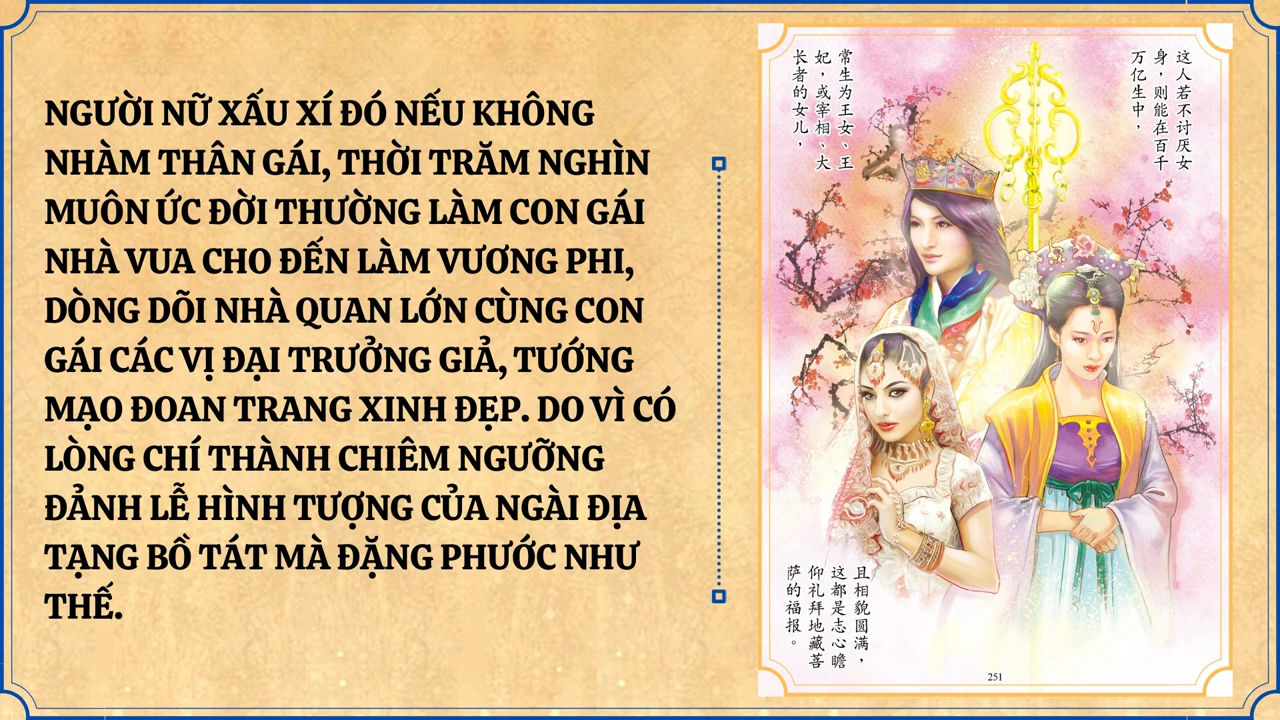 NGƯỜI NỮ XẤU XÍ ĐÓ NẾU KHÔNG
NHÀM THÂN GÁI, THỜI TRĂM NGHÌN
MUÔN ỨC ĐỜI THƯỜNG LÀM CON GÁI
NHÀ VUA CHO ĐẾN LÀM VƯƠNG PHI,
DÒNG DÕI NHÀ QUAN LỚN CÙNG CON
GÁI CÁC VỊ ĐẠI TRƯỞNG GIẢ, TƯỚNG
MẠO ĐOAN TRANG XINH ĐẸP. DO VÌ CÓ
LÒNG CHÍ THÀNH CHIÊM NGƯỠNG
ĐẢNH LỄ HÌNH TƯỢNG CỦA NGÀI ĐỊA
TẠNG BỒ TÁT MÀ ĐẶNG PHƯỚC NHƯ
THẾ.
这人若不讨厌女
身，则能在百千
万亿生中，
常生为王女、王
妃，或宰相、大
长者的女儿，
且相貌圆满，
这都是志心瞻
仰礼拜地藏菩
萨的福报。
251